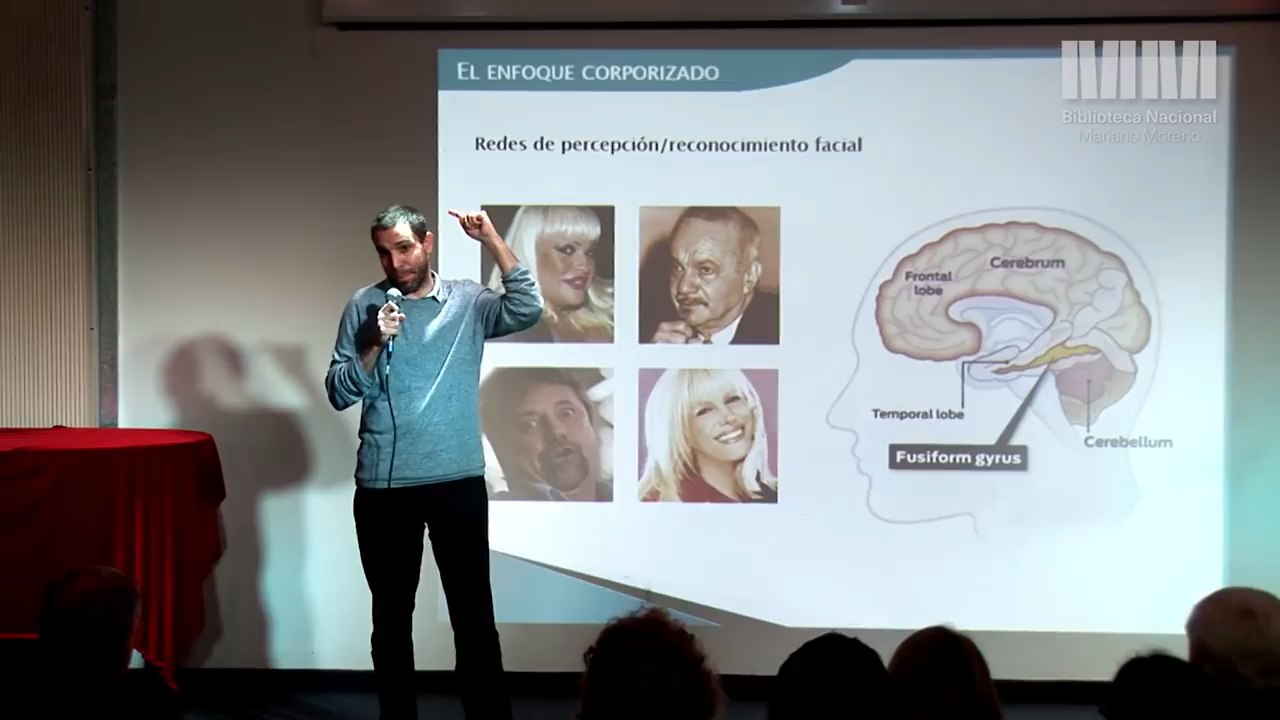 EL ENFOQUE CORPORIZADO
Biblioteca Nacional
Mariano Moreno
Redes de percepción/reconocimiento facial
Frontal
lobe
Cerebrum
Temporal lobe
Fusiform gyrus
Cerebellum